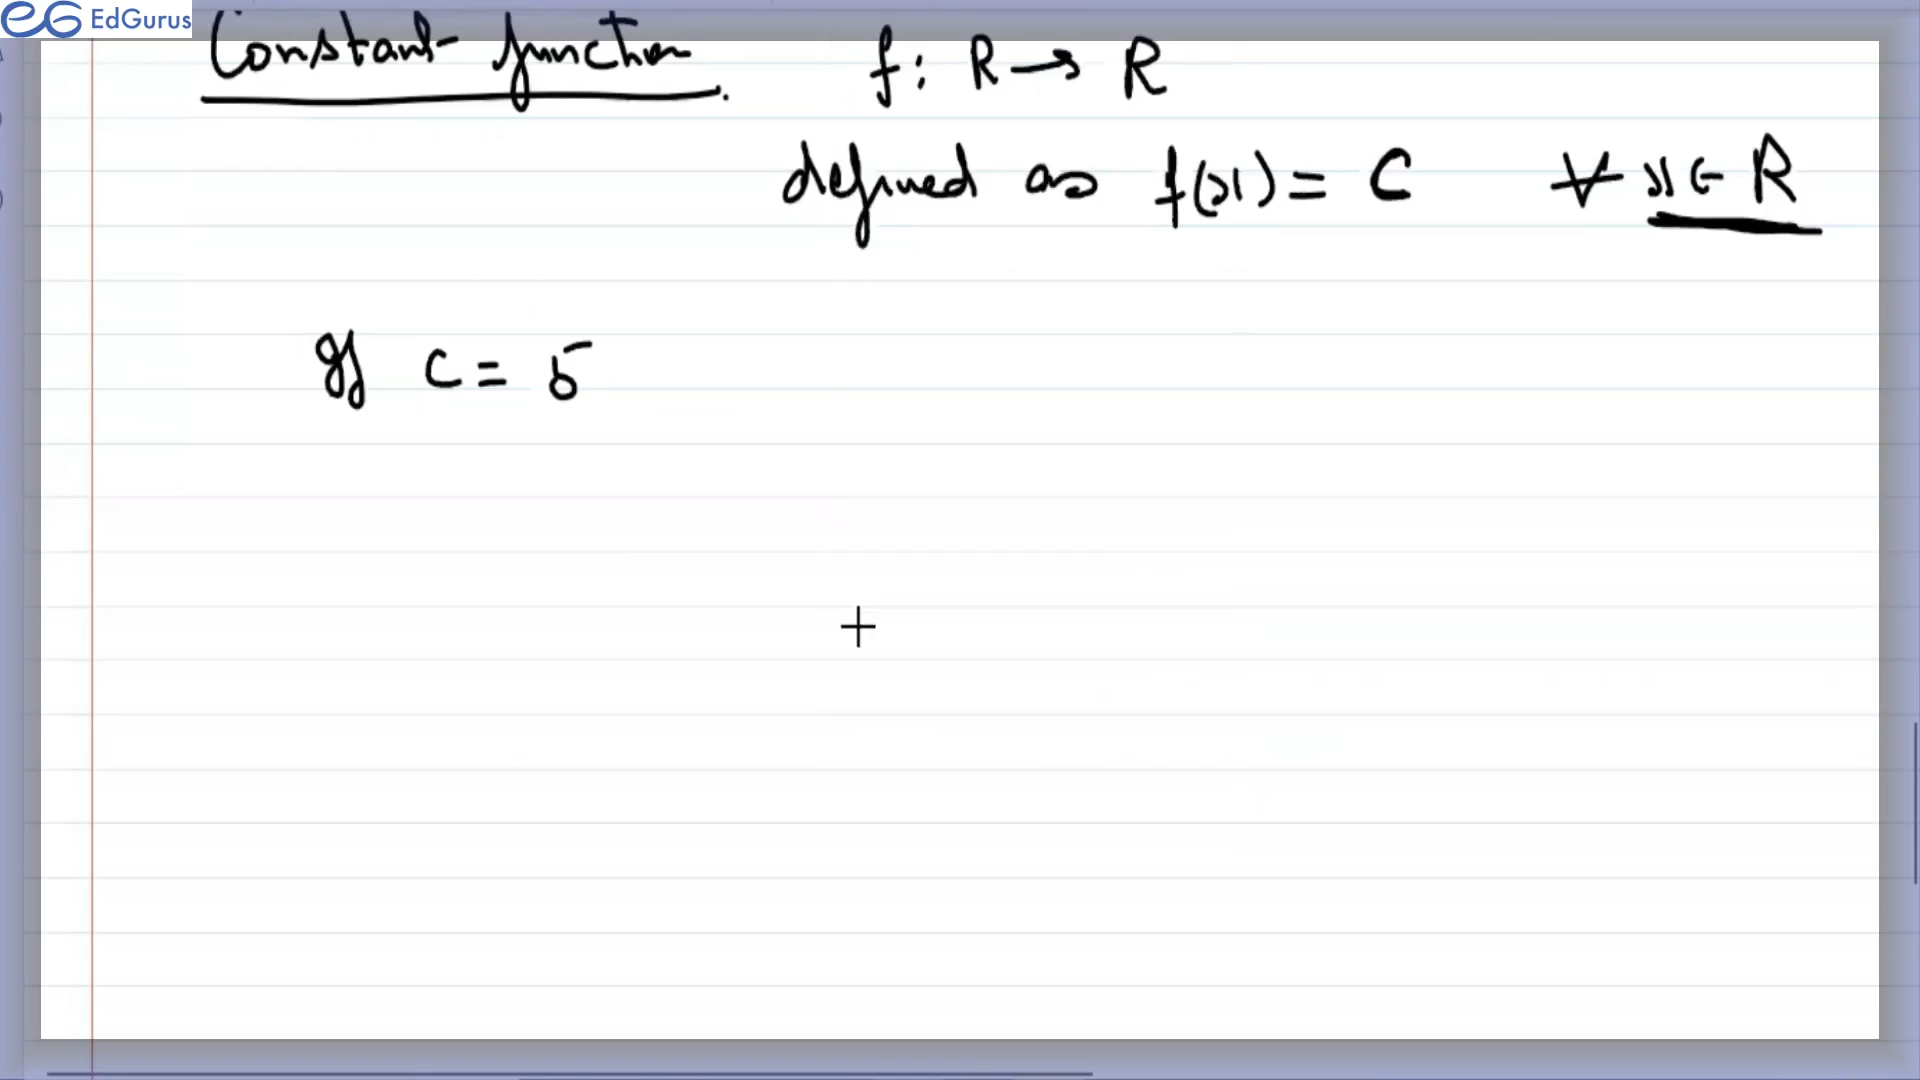 EdGurus
Constant function. f: R → R
defined as f(x) = C ∀ x ∈ R
If c = 5